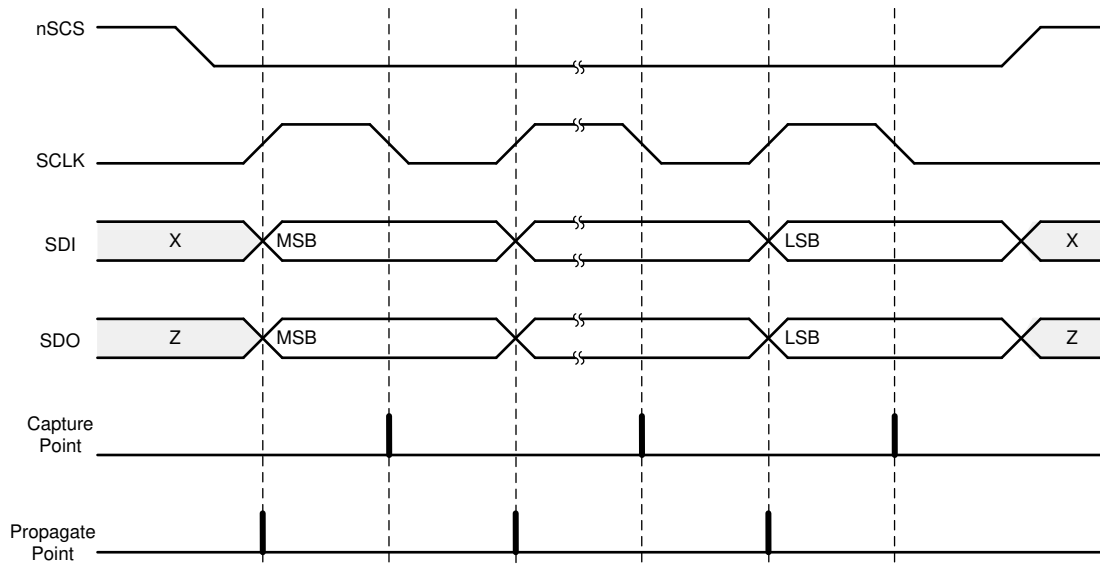 nSCS
SCLK
SDI
X
MSB
LSB
X
SDO
Z
MSB
LSB
Z
Capture
Point
Propagate
Point